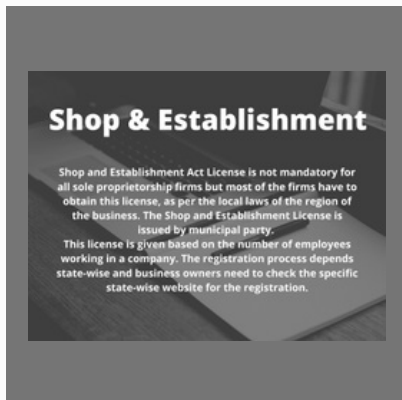 Shop & Establishment
Shop and Establishment Act License is not mandatory for
all sole proprietorship firms but most of the firms have to
obtain this license, as per the local laws of the region of
the business. The Shop and Establishment License is
issued by municipal party.
This license is given based on the number of employees
working in a company. The registration process depends
state-wise and business owners need to check the specific
state-wise website for the registration.